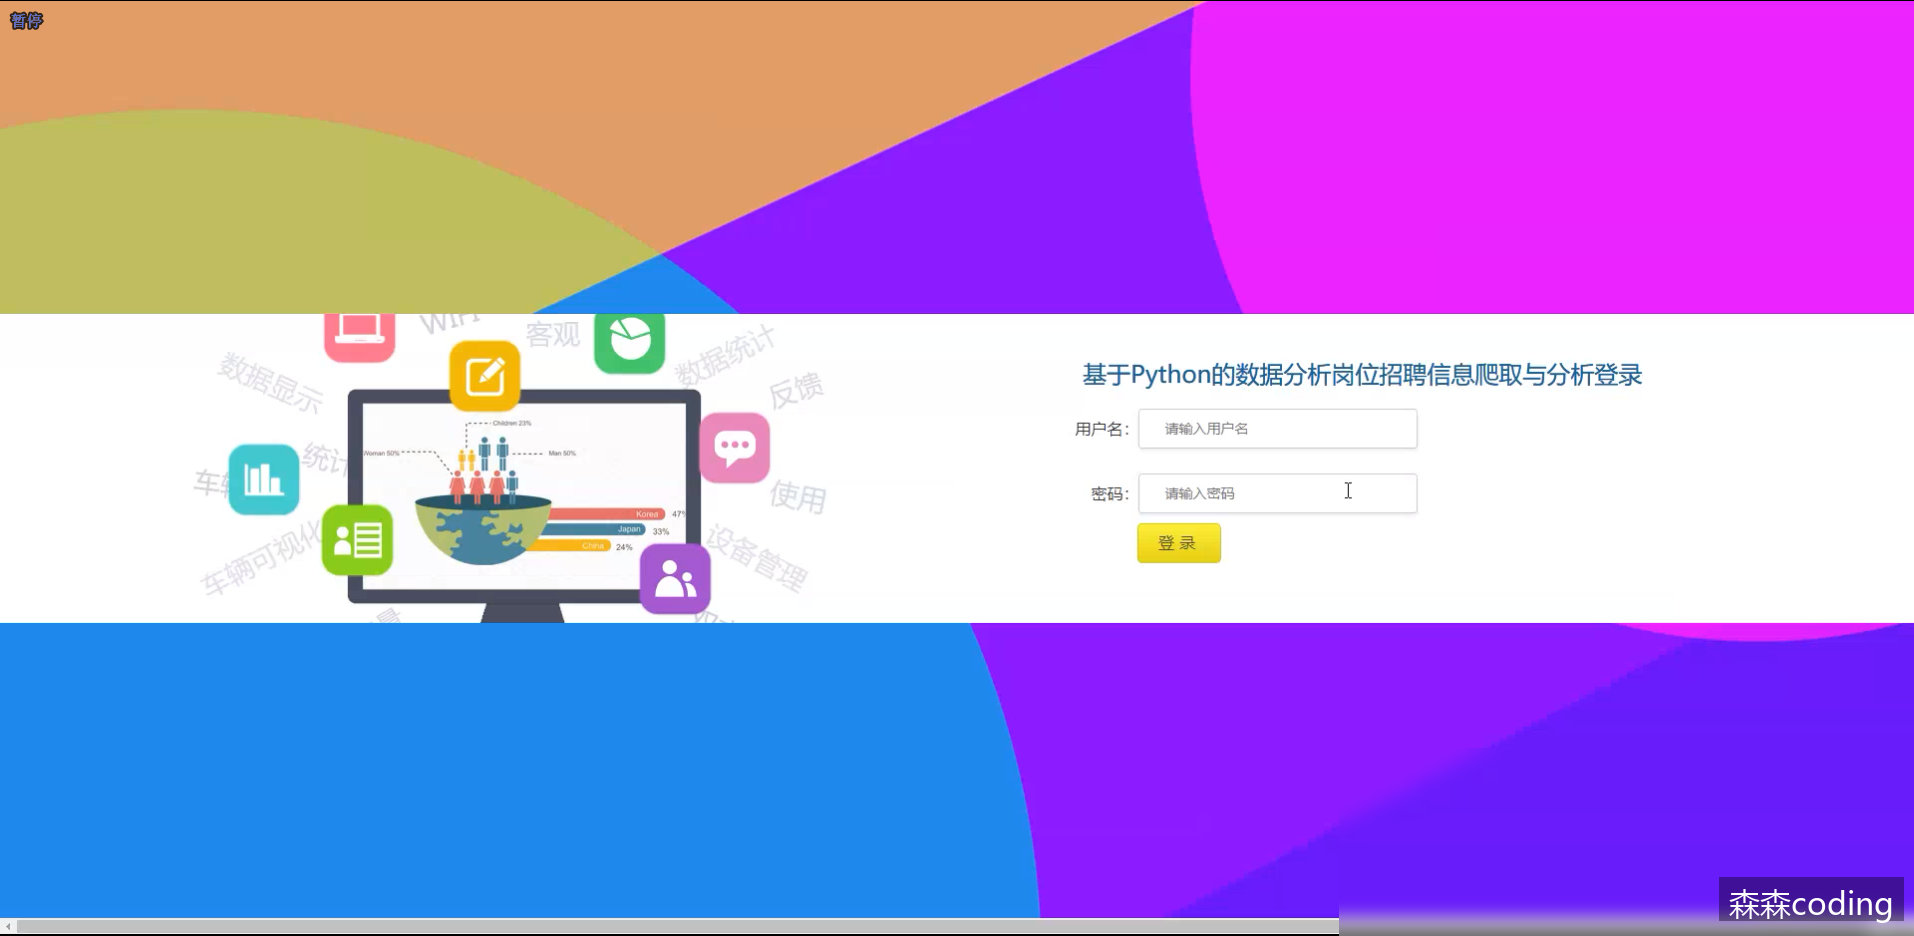 暂停
WiFi
客观
数据统计
数据显示
反馈
基于Python的数据分析岗位招聘信息爬取与分析登录
Children 23%
用户名:
请输入用户名
Woman 50%
Man 50%
统计
使用
密码:
请输入密码
Korea 47%
Japan 33%
China 24%
登 录
车辆可视化
设备管理
森森coding